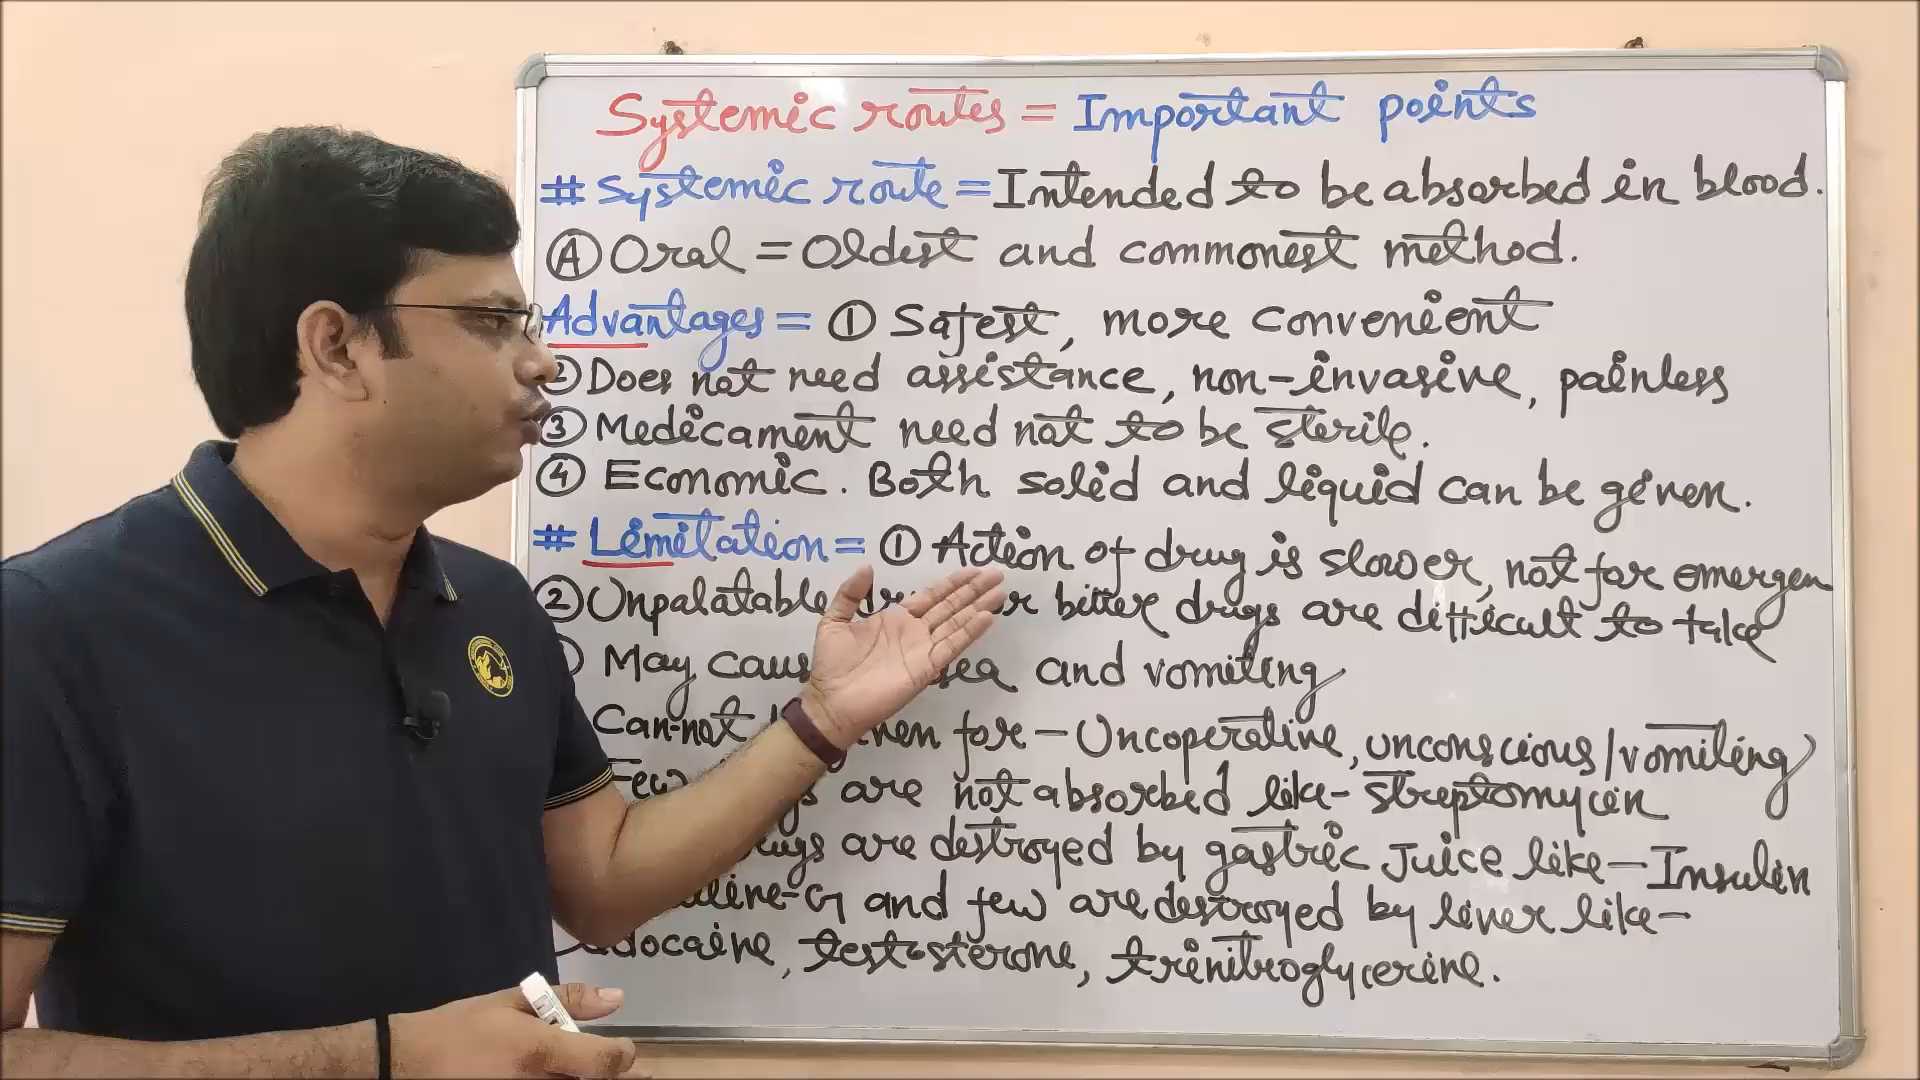 Systemic routes = Important points
# Systemic route = Intended to be absorbed in blood.
Ⓐ Oral = Oldest and commonest method.
Advantages = ① Safest, more convenient
② Does not need assistance, non-invasive, painless
③ Medicament need not to be sterile.
④ Economic. Both solid and liquid can be given.
# Limitation = ① Action of drug is slower, not for emergen
② Unpalatable bitter drugs are difficult to take
May and vomiting
Can-not for - Uncoperative, unconscious/vomiting
Few are not absorbed like - streptomycin
are destroyed by gastric Juice like - Insulin
and few are destroyed by liver like -
testosterone, trinitroglycerine.